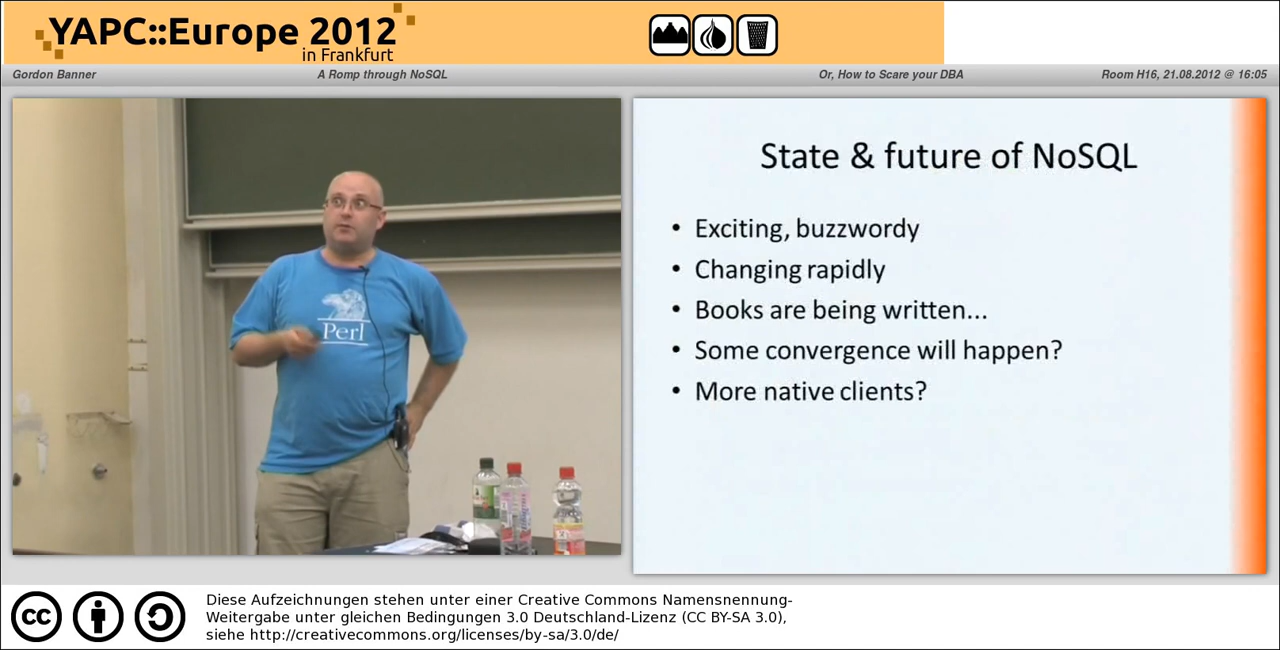 YAPC::Europe 2012
in Frankfurt
Gordon Banner
A Romp through NoSQL
Or, How to Scare your DBA
Room H16, 21.08.2012 @ 16:05
Perl
State & future of NoSQL
• Exciting, buzzwordy
• Changing rapidly
• Books are being written...
• Some convergence will happen?
• More native clients?
cc
Diese Aufzeichnungen stehen unter einer Creative Commons Namensnennung-
Weitergabe unter gleichen Bedingungen 3.0 Deutschland-Lizenz (CC BY-SA 3.0),
siehe http://creativecommons.org/licenses/by-sa/3.0/de/